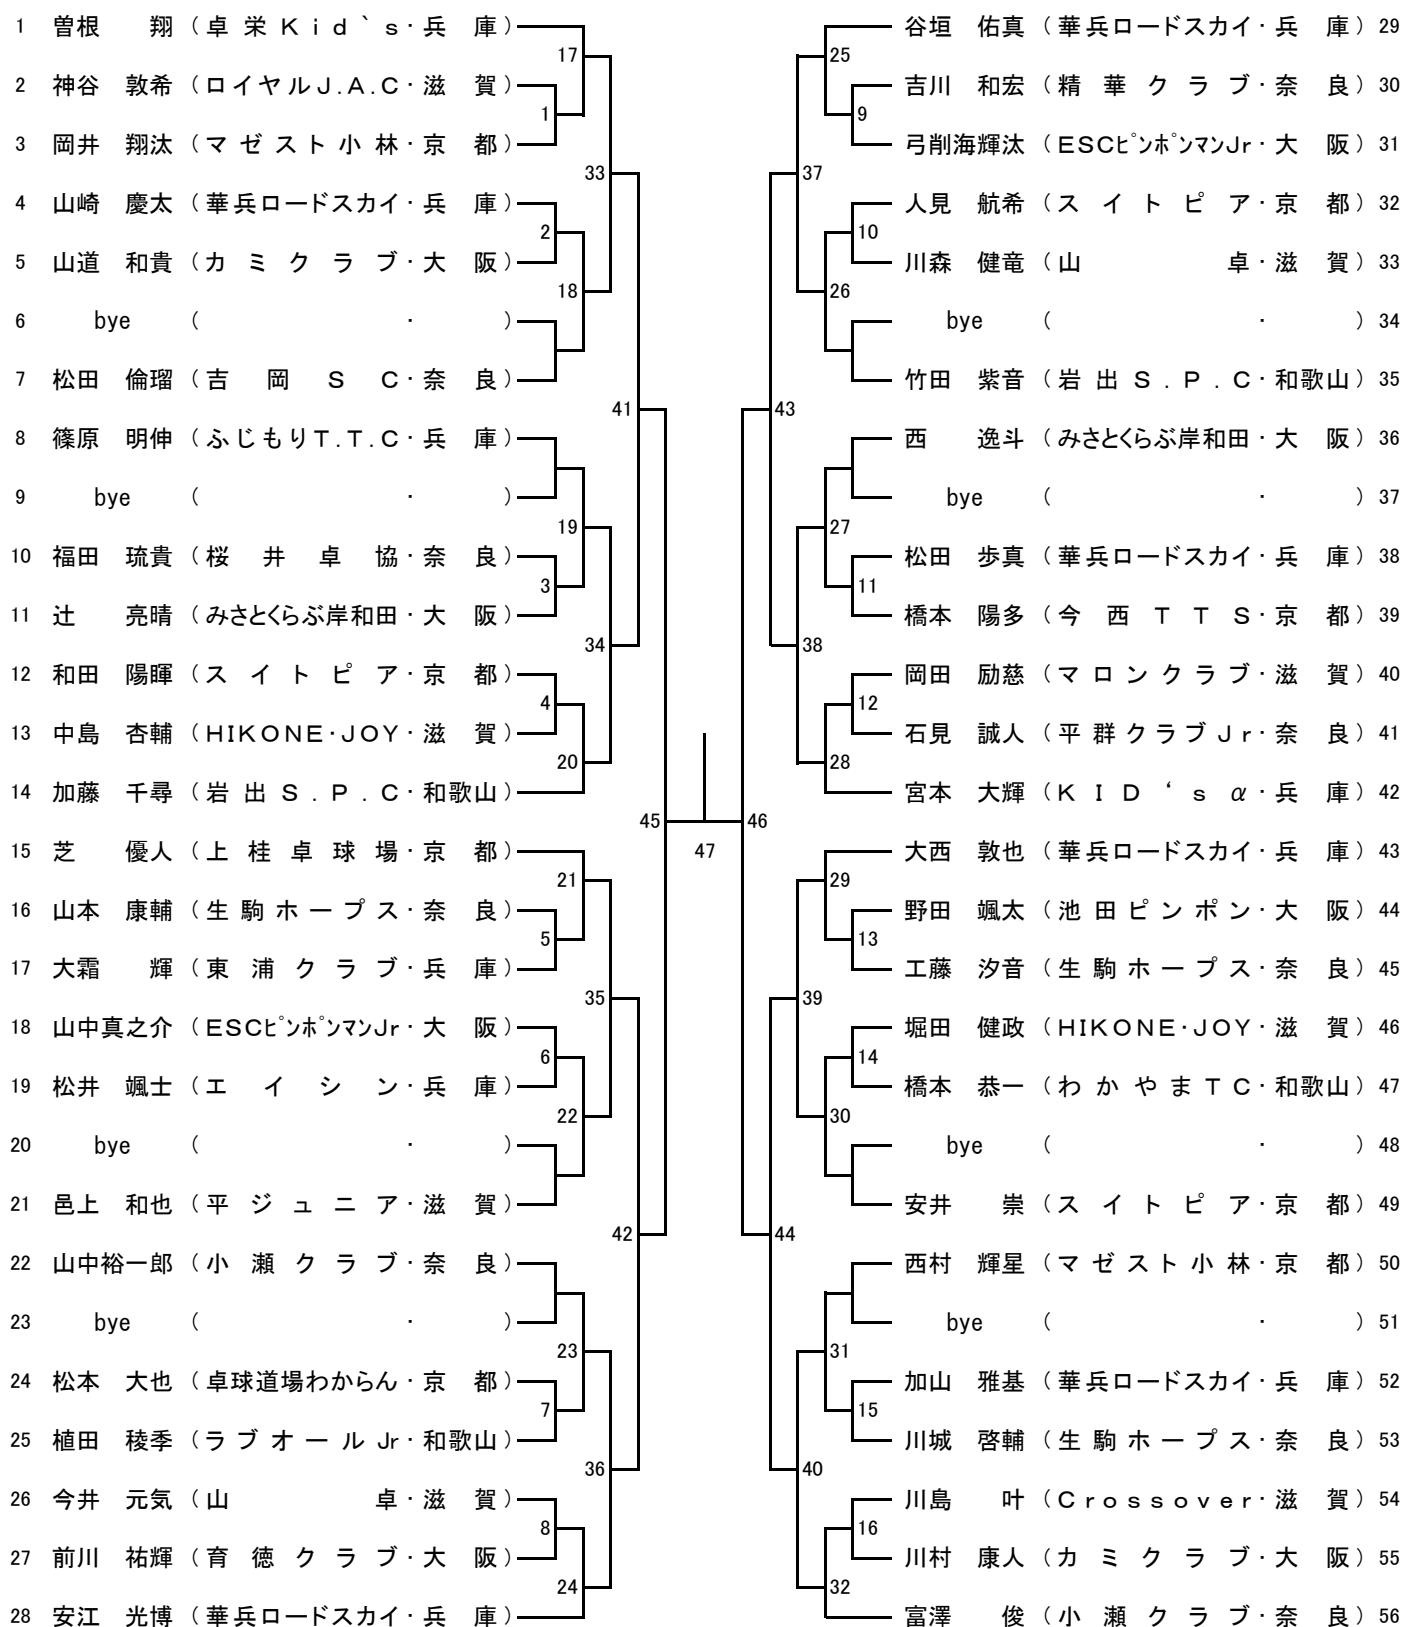 1 曽根 翔 (卓栄Kid`s・兵庫)
2 神谷 敦希 (ロイヤルJ.A.C・滋賀)
3 岡井 翔汰 (マゼスト小林・京都)
4 山崎 慶太 (華兵ロードスカイ・兵庫)
5 山道 和貴 (カミクラブ・大阪)
6 bye ( ・ )
7 松田 倫瑠 (吉岡SC・奈良)
8 篠原 明伸 (ふじもりT.T.C・兵庫)
9 bye ( ・ )
10 福田 琉貴 (桜井卓協・奈良)
11 辻 亮晴 (みさとくらぶ岸和田・大阪)
12 和田 陽暉 (スイトピア・京都)
13 中島 杏輔 (HIKONE・JOY・滋賀)
14 加藤 千尋 (岩出S.P.C・和歌山)
15 芝 優人 (上桂卓球場・京都)
16 山本 康輔 (生駒ホープス・奈良)
17 大霜 輝 (東浦クラブ・兵庫)
18 山中真之介 (ESCピンポンマンJr・大阪)
19 松井 颯士 (エイシン・兵庫)
20 bye ( ・ )
21 邑上 和也 (平ジュニア・滋賀)
22 山中裕一郎 (小瀬クラブ・奈良)
23 bye ( ・ )
24 松本 大也 (卓球道場わからん・京都)
25 植田 稜季 (ラブオールJr・和歌山)
26 今井 元気 (山卓・滋賀)
27 前川 祐輝 (育徳クラブ・大阪)
28 安江 光博 (華兵ロードスカイ・兵庫)
17
1
33
2
18
41
19
3
34
4
20
45
21
5
35
6
22
42
23
7
36
8
24
47
25
9
37
10
26
43
27
11
38
12
28
46
29
13
39
14
30
44
31
15
40
16
32
谷垣 佑真 (華兵ロードスカイ・兵庫) 29
吉川 和宏 (精華クラブ・奈良) 30
弓削海輝汰 (ESCピンポンマンJr・大阪) 31
人見 航希 (スイトピア・京都) 32
川森 健竜 (山卓・滋賀) 33
bye ( ・ ) 34
竹田 紫音 (岩出S.P.C・和歌山) 35
西 逸斗 (みさとくらぶ岸和田・大阪) 36
bye ( ・ ) 37
松田 歩真 (華兵ロードスカイ・兵庫) 38
橋本 陽多 (今西TTS・京都) 39
岡田 励慈 (マロンクラブ・滋賀) 40
石見 誠人 (平群クラブJr・奈良) 41
宮本 大輝 (KID‘sα・兵庫) 42
大西 敦也 (華兵ロードスカイ・兵庫) 43
野田 颯太 (池田ピンポン・大阪) 44
工藤 汐音 (生駒ホープス・奈良) 45
堀田 健政 (HIKONE・JOY・滋賀) 46
橋本 恭一 (わかやまTC・和歌山) 47
bye ( ・ ) 48
安井 崇 (スイトピア・京都) 49
西村 輝星 (マゼスト小林・京都) 50
bye ( ・ ) 51
加山 雅基 (華兵ロードスカイ・兵庫) 52
川城 啓輔 (生駒ホープス・奈良) 53
川島 叶 (Crossover・滋賀) 54
川村 康人 (カミクラブ・大阪) 55
富澤 俊 (小瀬クラブ・奈良) 56